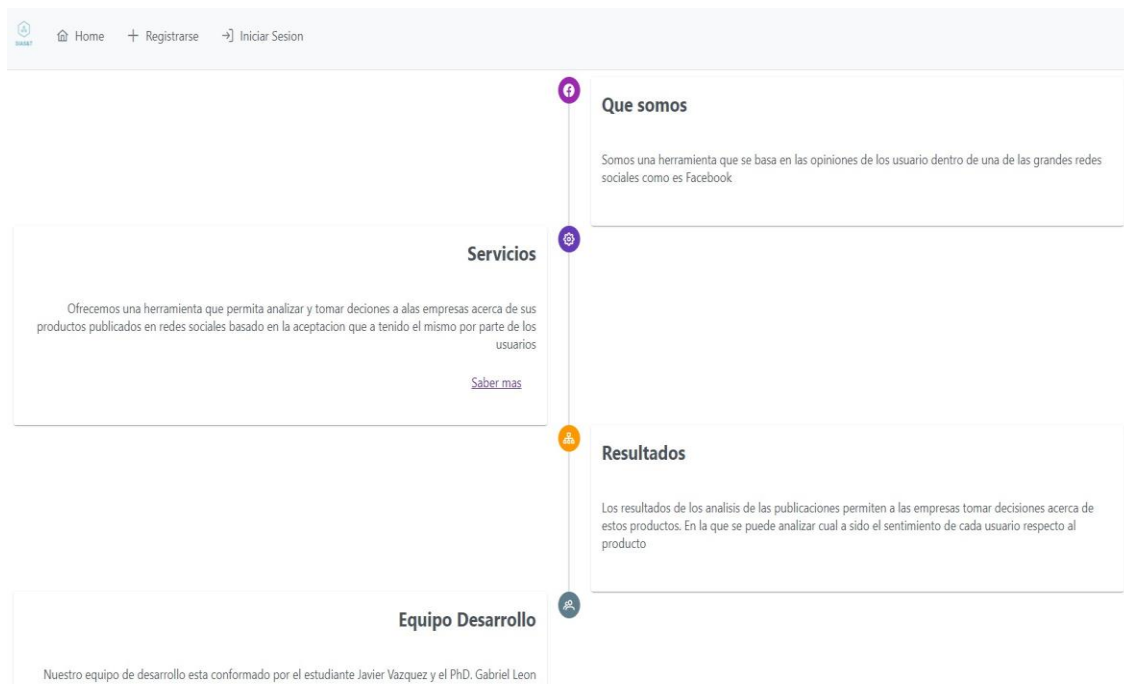 Home
Registrarse
Iniciar Sesion
Que somos
Somos una herramienta que se basa en las opiniones de los usuario dentro de una de las grandes redes
sociales como es Facebook
Servicios
Ofrecemos una herramienta que permita analizar y tomar deciones a alas empresas acerca de sus
productos publicados en redes sociales basado en la aceptacion que a tenido el mismo por parte de los
usuarios
Saber mas
Resultados
Los resultados de los analisis de las publicaciones permiten a las empresas tomar decisiones acerca de
estos productos. En la que se puede analizar cual a sido el sentimiento de cada usuario respecto al
producto
Equipo Desarrollo
Nuestro equipo de desarrollo esta conformado por el estudiante Javier Vazquez y el PhD. Gabriel Leon